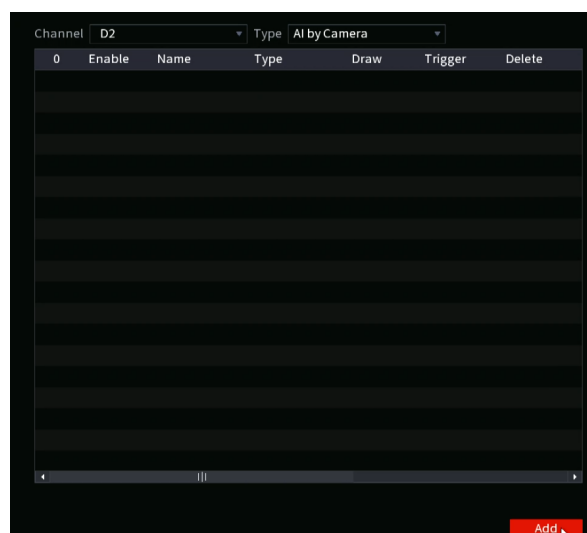 Channel D2 Type AI by Camera
0 Enable Name Type Draw Trigger Delete
Add